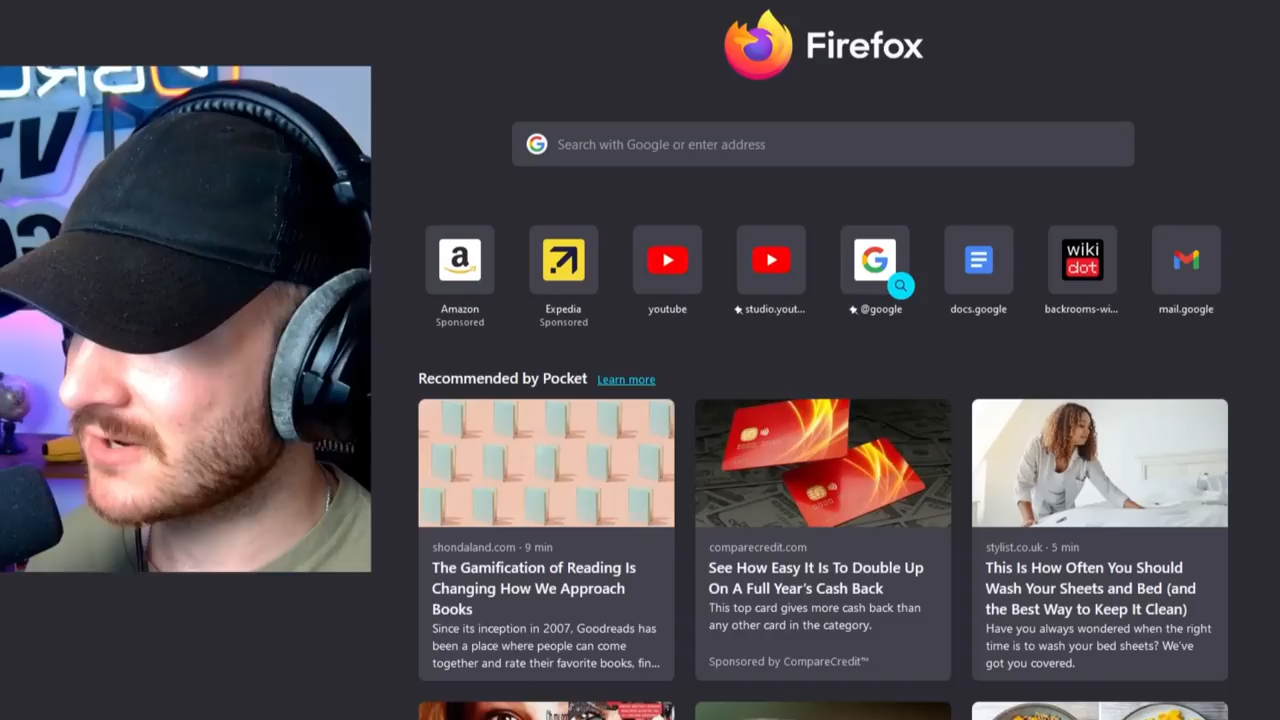 Firefox
Search with Google or enter address
a
wiki
dot
Amazon
Sponsored
Expedia
Sponsored
youtube
studio.yout...
@google
docs.google
backrooms-wi...
mail.google
Recommended by Pocket Learn more
shondaland.com · 9 min
The Gamification of Reading Is
Changing How We Approach
Books
Since its inception in 2007, Goodreads has
been a place where people can come
together and rate their favorite books, fin...
comparecredit.com
See How Easy It Is To Double Up
On A Full Year's Cash Back
This top card gives more cash back than
any other card in the category.
Sponsored by CompareCredit™
stylist.co.uk · 5 min
This Is How Often You Should
Wash Your Sheets and Bed (and
the Best Way to Keep It Clean)
Have you always wondered when the right
time is to wash your bed sheets? We've
got you covered.